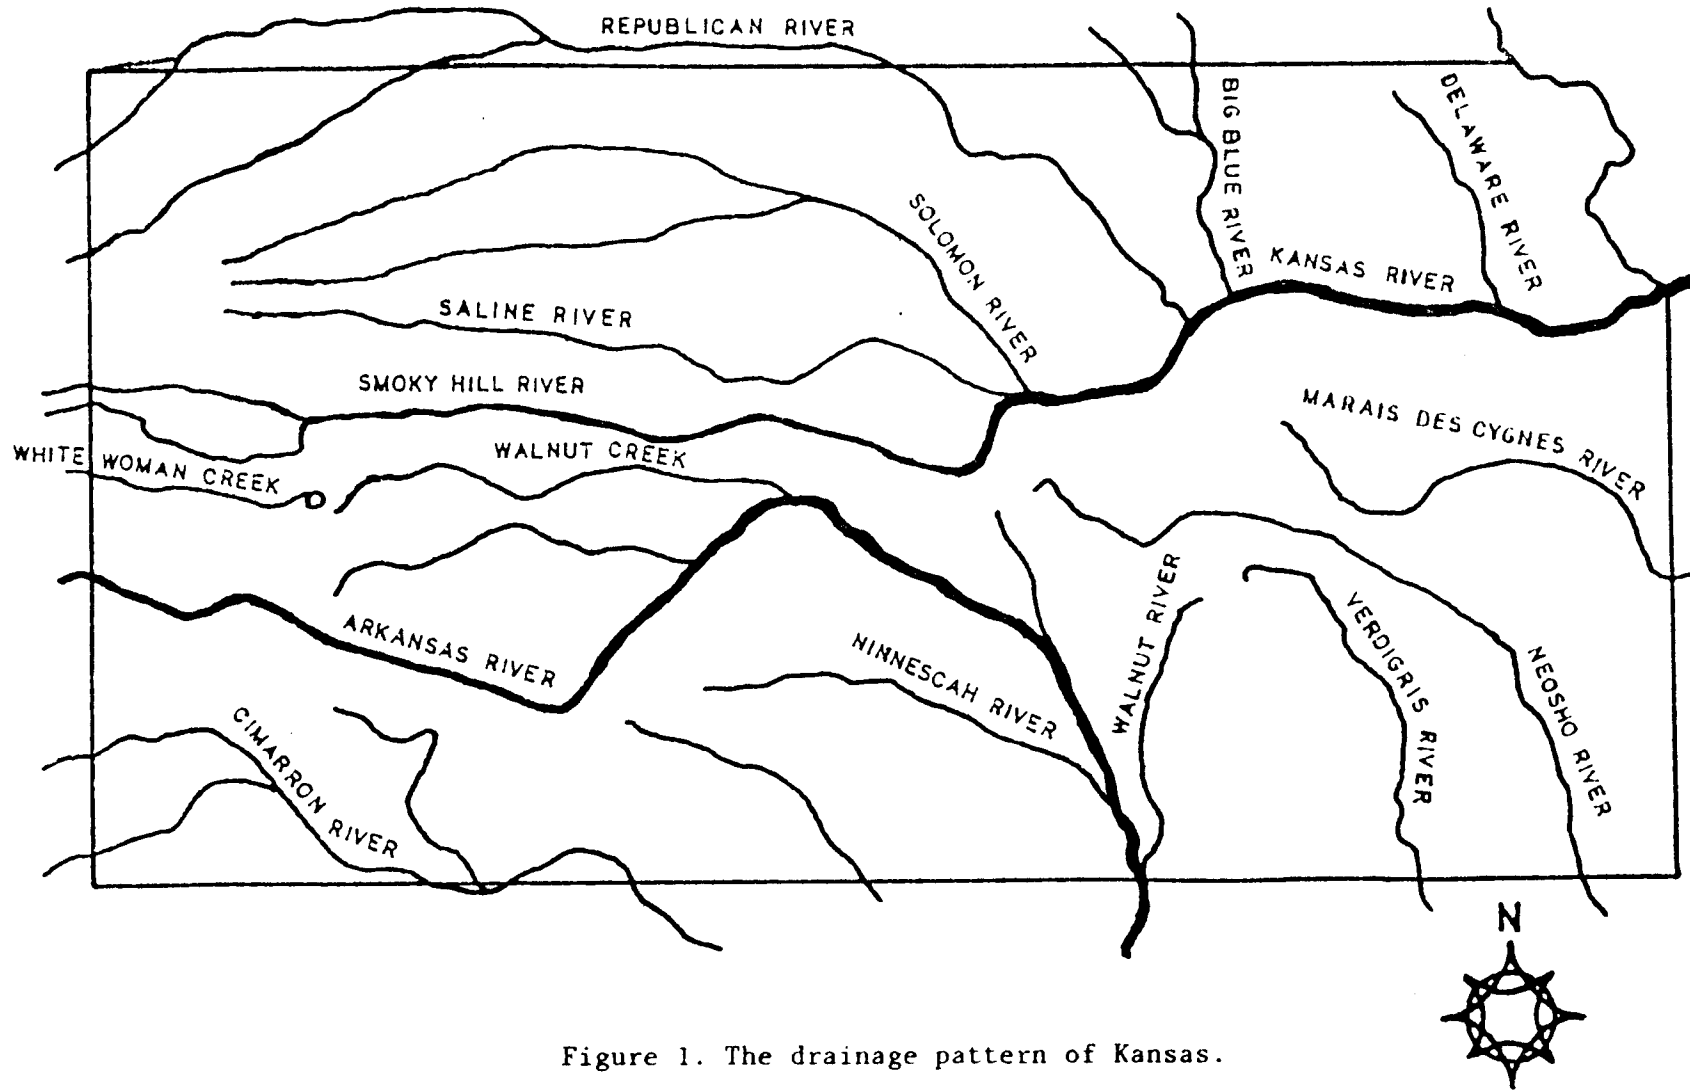 REPUBLICAN RIVER
BIG BLUE RIVER
DELAWARE RIVER
SOLOMON RIVER
KANSAS RIVER
SALINE RIVER
SMOKY HILL RIVER
MARAIS DES CYGNES RIVER
WHITE WOMAN CREEK
WALNUT CREEK
WALNUT RIVER
ARKANSAS RIVER
NINNESCAH RIVER
VERDIGRIS RIVER
NEOSHO RIVER
CIMARRON RIVER
N
Figure 1. The drainage pattern of Kansas.